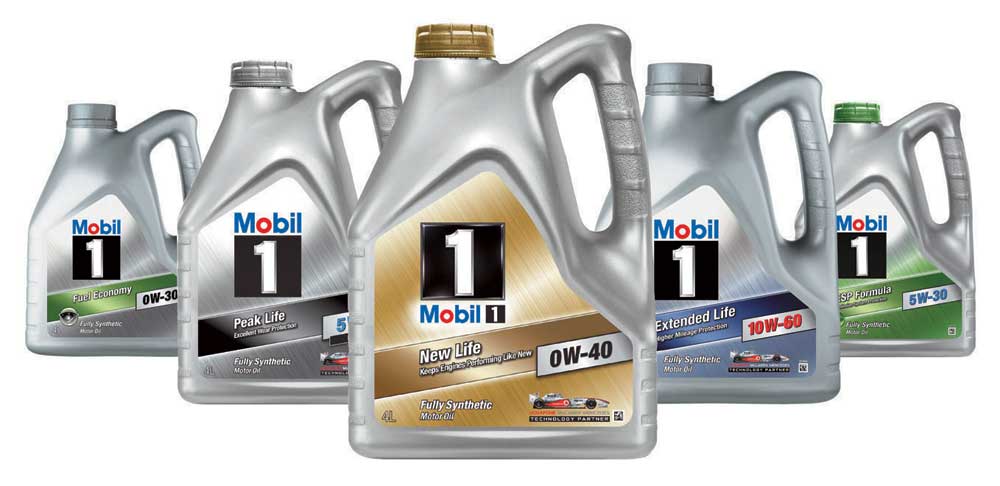 Mobil
1
Fuel Economy
0W-30
Fully Synthetic
Motor Oil
Mobil
1
Peak Life
Excellent Wear Protection
5
Fully Synthetic
Motor Oil
4L
1
Mobil 1
New Life
Keeps Engines Performing Like New
0W-40
Fully Synthetic
Motor Oil
4L
TECHNOLOGY PARTNER
Mobil
1
Extended Life
Higher Mileage Protection
10W-60
Fully Synthetic
Motor Oil
TECHNOLOGY PARTNER
Mobil
1
SP Formula
5W-30
Fully Synthetic
Motor Oil